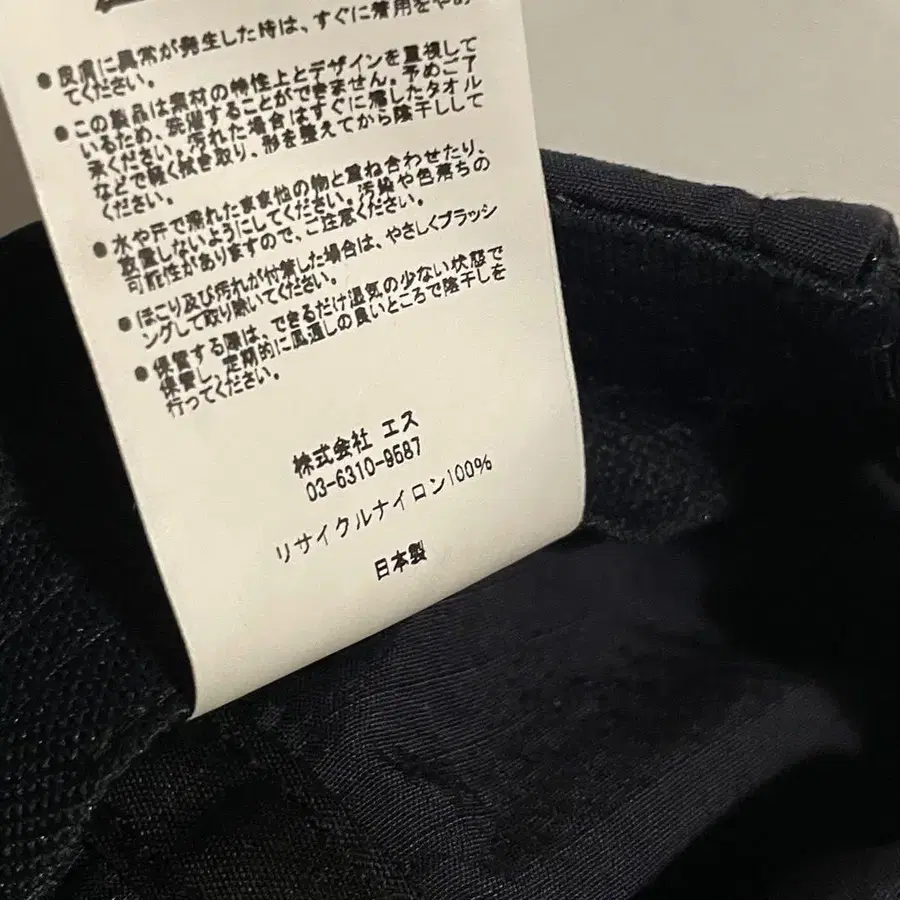 ●皮膚に異常が発生した時は、すぐに着用をやめ
てください。
●この製品は素材の特性上とデザインを重視して
いるため、洗濯することができません。予めご了
承ください。汚れた場合はすぐに濡したタオル
などで軽く拭き取り、形を整えてから陰干しして
ください。
●水や汗で濡れたまま他の物と重ね合わせたり、
放置しないようにしてください。汚染や色落ちの
可能性がありますので、ご注意ください。
●ほこり及び汚れが付着した場合は、やさしくブラッシ
ングして取り除いてください。
●保管する際は、できるだけ湿気の少ない状態で
保管し、定期的に風通しの良いところで陰干しを
行ってください。
株式会社 エス
03-6310-9587
リサイクルナイロン100%
日本製